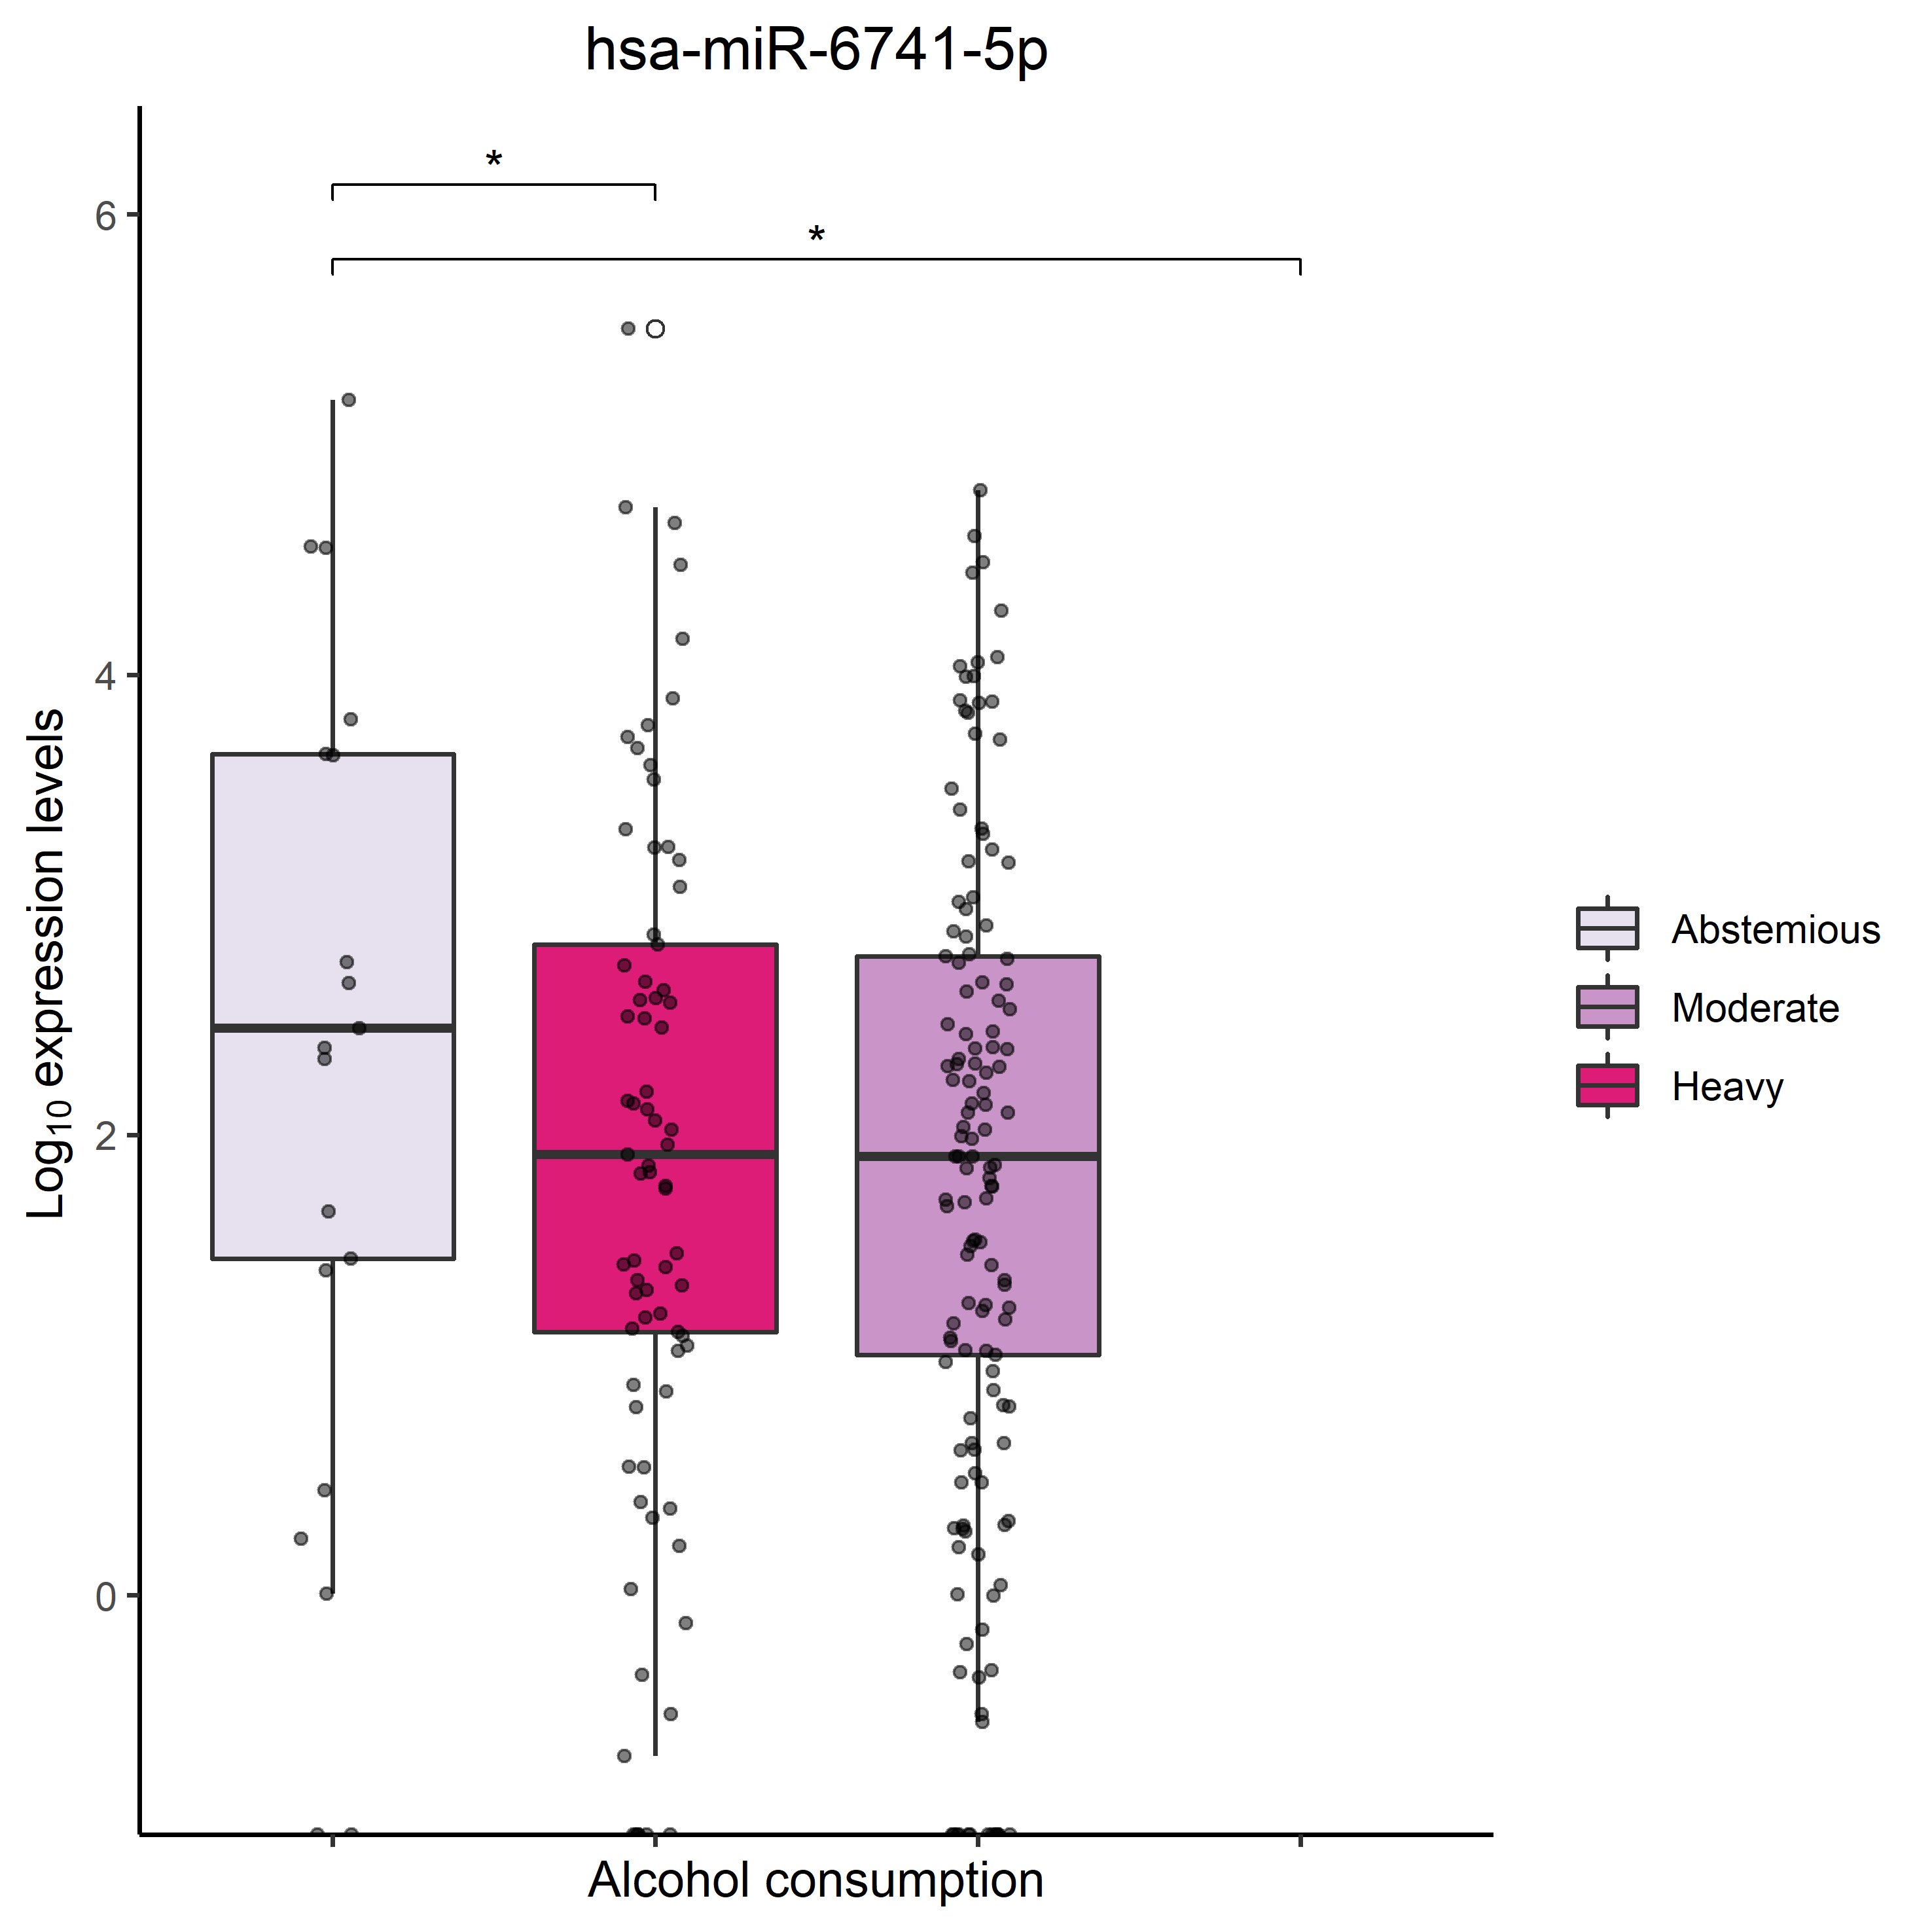 hsa-miR-6741-5p
*
*
6
4
2
0
Log10 expression levels
Alcohol consumption
Abstemious
Moderate
Heavy